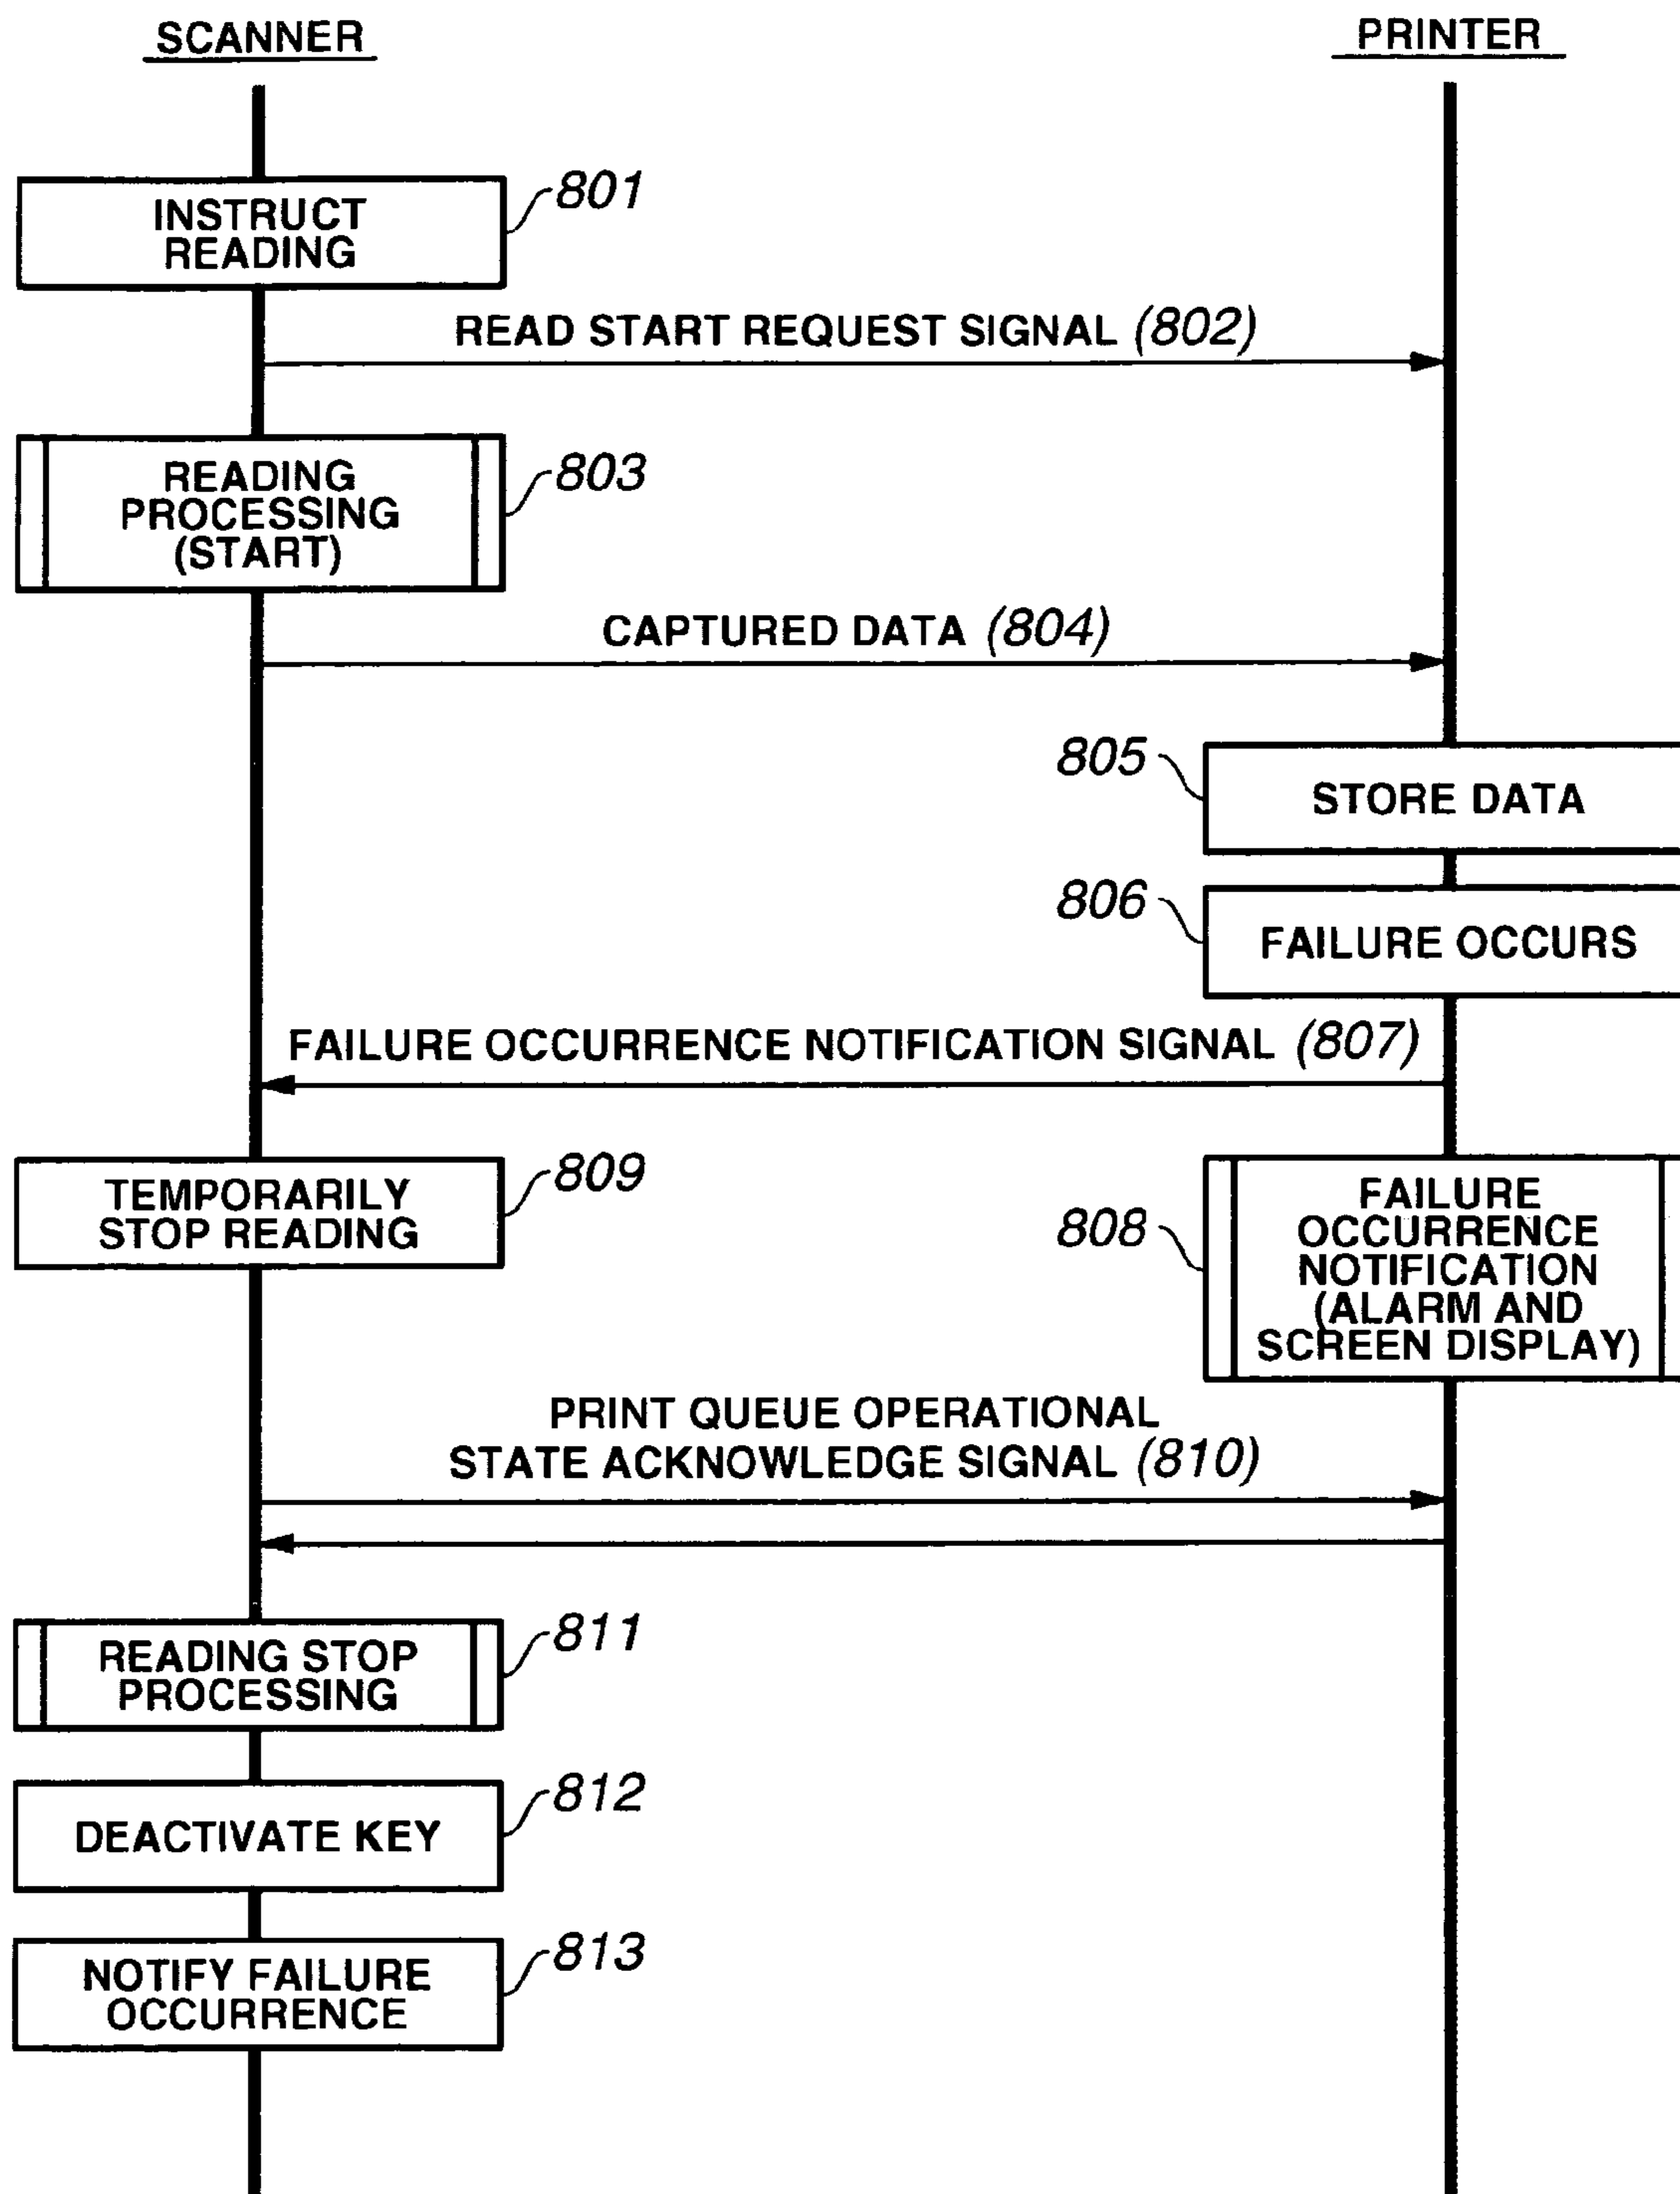 SCANNER
PRINTER
INSTRUCT
READING
801
READ START REQUEST SIGNAL (802)
READING
PROCESSING
(START)
803
CAPTURED DATA (804)
805
STORE DATA
806
FAILURE OCCURS
FAILURE OCCURRENCE NOTIFICATION SIGNAL (807)
TEMPORARILY
STOP READING
809
808
FAILURE
OCCURRENCE
NOTIFICATION
(ALARM AND
SCREEN DISPLAY)
PRINT QUEUE OPERATIONAL
STATE ACKNOWLEDGE SIGNAL (810)
READING STOP
PROCESSING
811
DEACTIVATE KEY
812
NOTIFY FAILURE
OCCURRENCE
813